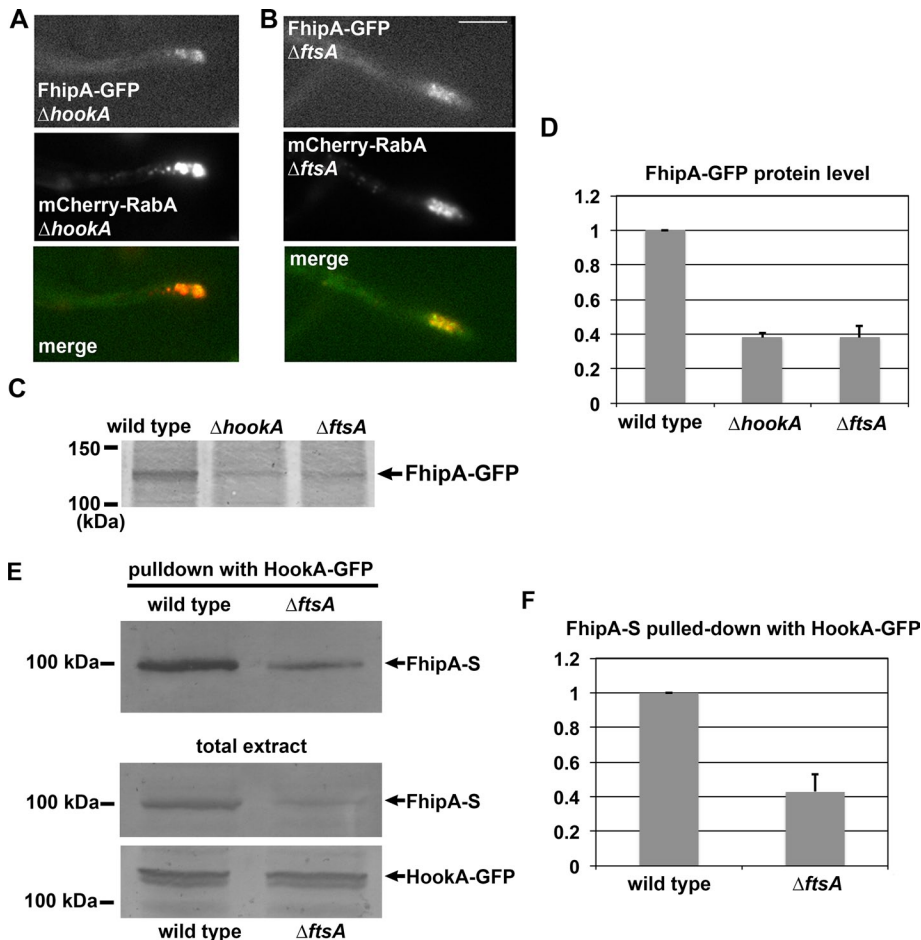 A
FhipA-GFP
ΔhookA
mCherry-RabA
ΔhookA
merge
B
FhipA-GFP
ΔftsA
mCherry-RabA
ΔftsA
merge
C
wild type ΔhookA ΔftsA
150
100
(kDa)
FhipA-GFP
D
FhipA-GFP protein level
1.2
1
0.8
0.6
0.4
0.2
0
wild type ΔhookA ΔftsA
E
pulldown with HookA-GFP
wild type ΔftsA
100 kDa
FhipA-S
total extract
100 kDa
FhipA-S
HookA-GFP
100 kDa
wild type ΔftsA
F
FhipA-S pulled-down with HookA-GFP
1.2
1
0.8
0.6
0.4
0.2
0
wild type ΔftsA